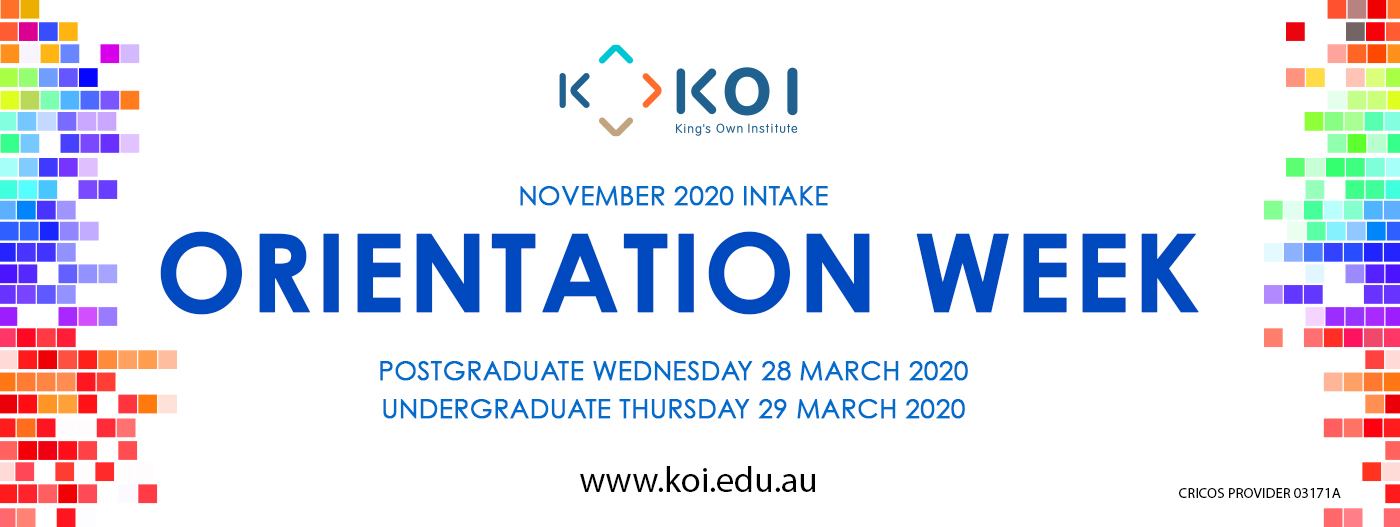 K
KOI
King's Own Institute
NOVEMBER 2020 INTAKE
ORIENTATION WEEK
POSTGRADUATE WEDNESDAY 28 MARCH 2020
UNDERGRADUATE THURSDAY 29 MARCH 2020
www.koi.edu.au
CRICOS PROVIDER 03171A